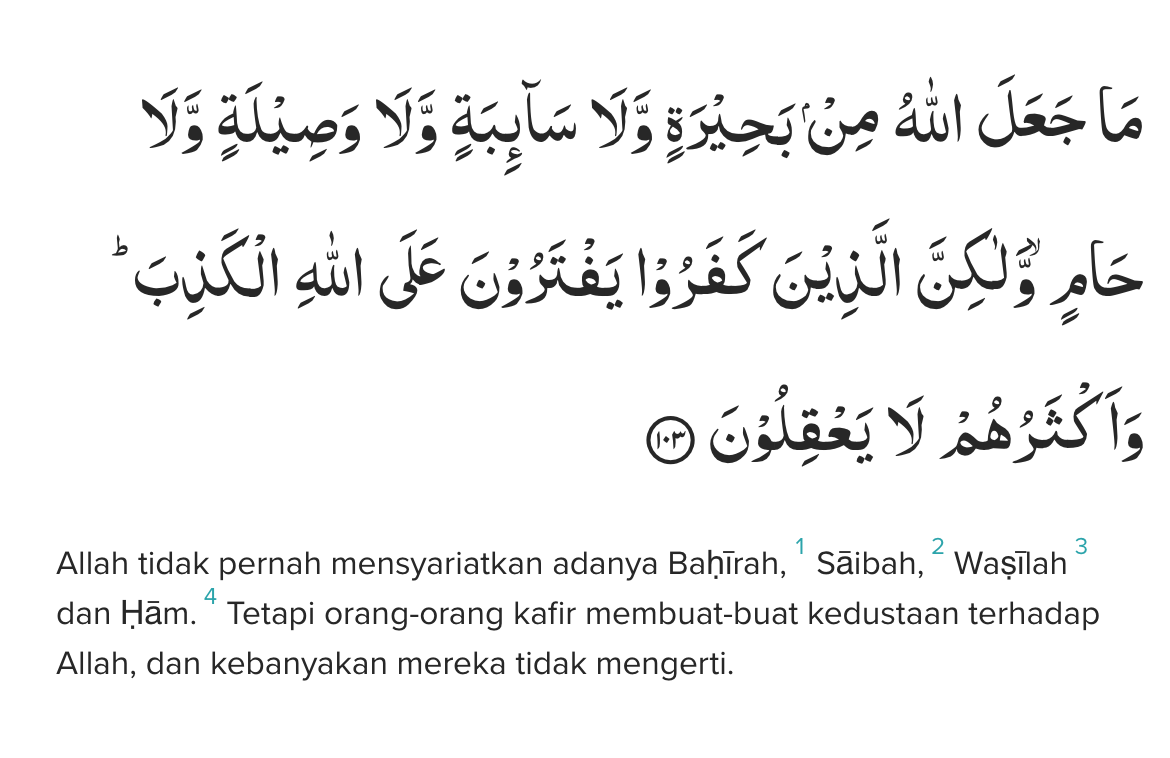 مَا جَعَلَ اللّٰهُ مِنْۢ بَحِيْرَةٍ وَّلَا سَاۤىِٕبَةٍ وَّلَا وَصِيْلَةٍ وَّلَا
حَامٍ وَّلٰكِنَّ الَّذِيْنَ كَفَرُوْا يَفْتَرُوْنَ عَلَى اللّٰهِ الْكَذِبَۗ
وَاَكْثَرُهُمْ لَا يَعْقِلُوْنَ ١٠٣
Allah tidak pernah mensyariatkan adanya Baḥīrah, 1 Sāibah, 2 Waṣīlah 3
dan Ḥām. 4 Tetapi orang-orang kafir membuat-buat kedustaan terhadap
Allah, dan kebanyakan mereka tidak mengerti.